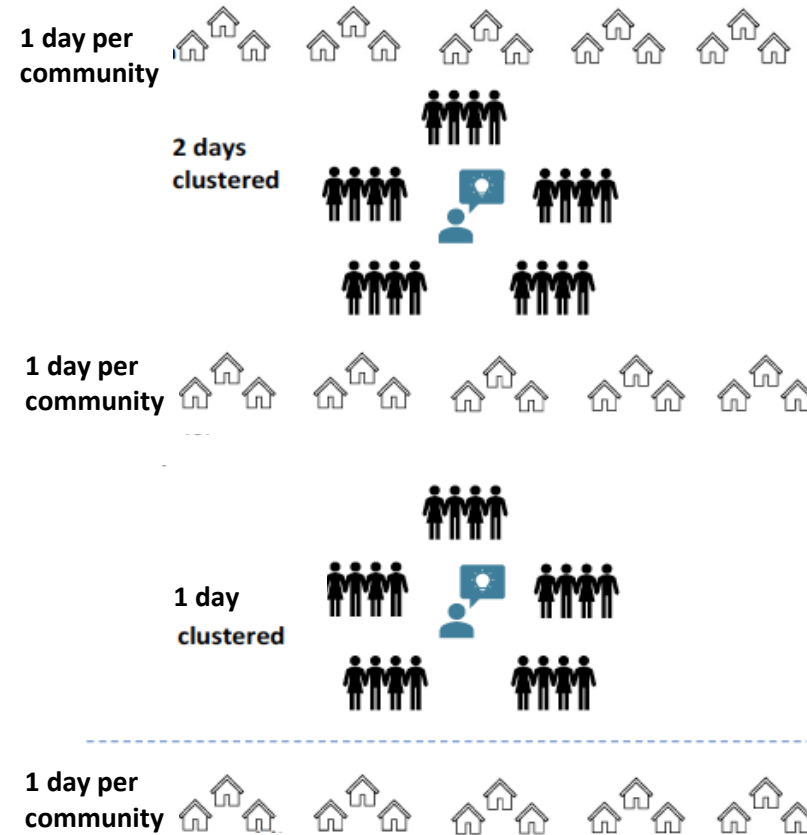 1 day per
community
2 days
clustered
1 day per
community
1 day
clustered
1 day per
community